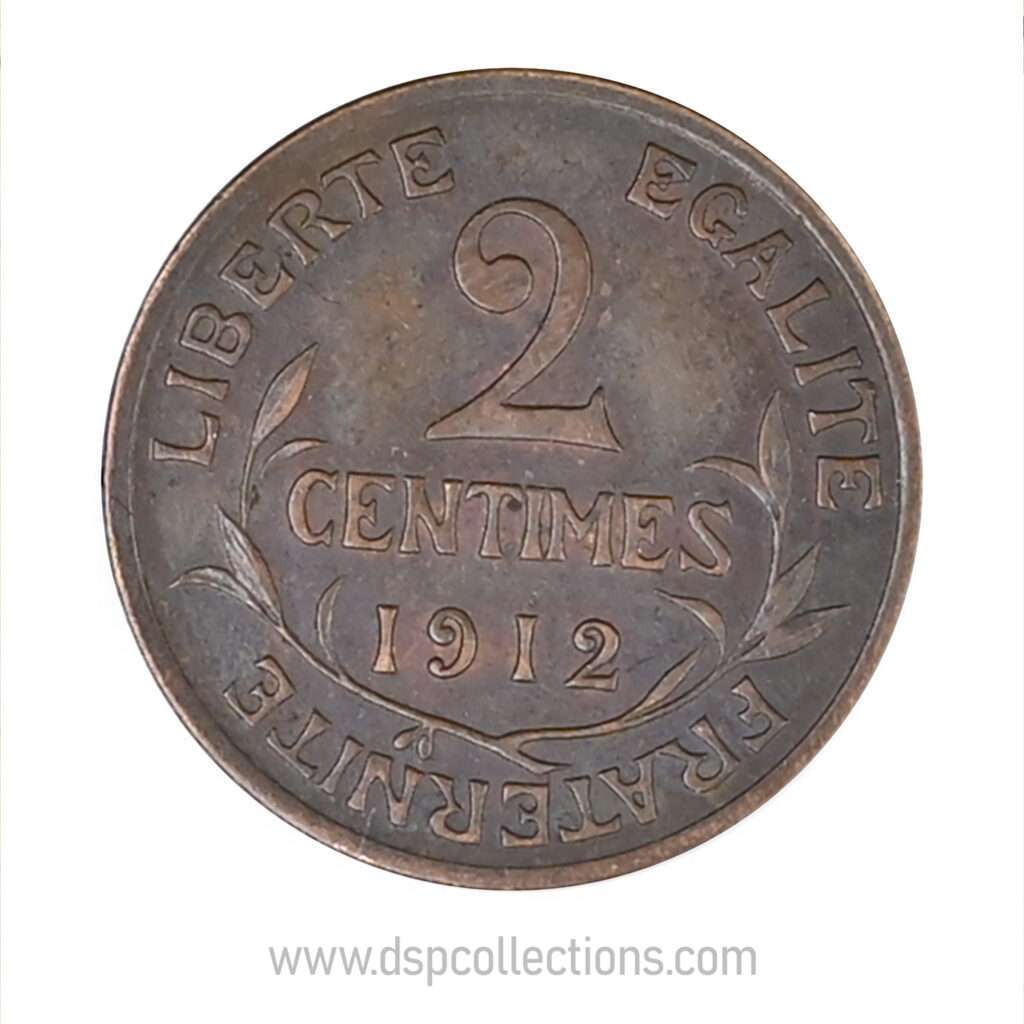 LIBERTE EGALITE FRATERNITE
2
CENTIMES
1912
www.dspcollections.com